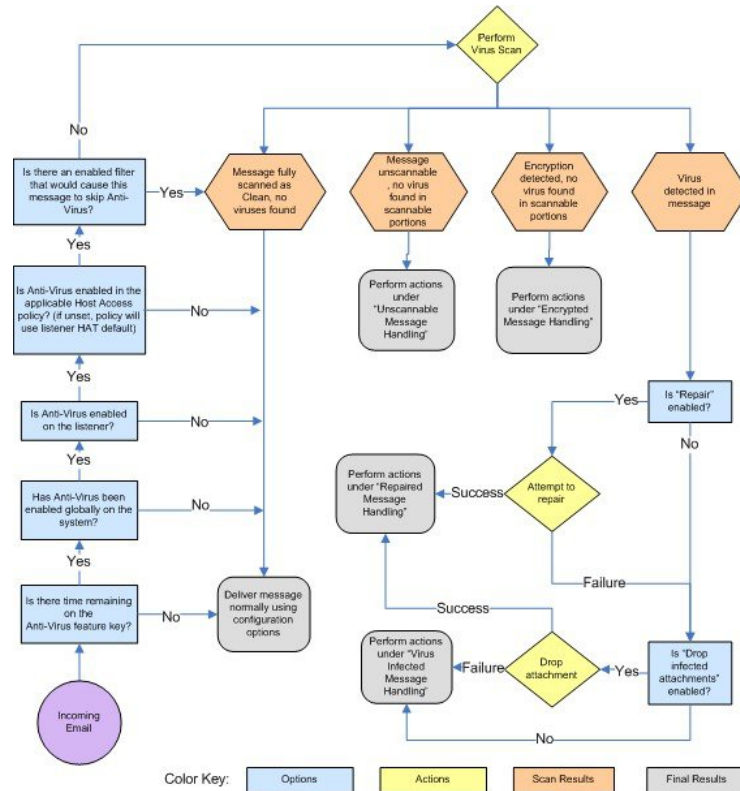 Perform
Virus Scan
No
Is there an enabled filter
that would cause this
message to skip Anti-
Virus?
Yes
Message fully
scanned as
Clean, no
viruses found
Message
unscannable
, no virus
found in
scannable
portions
Encryption
detected, no
virus found
in scannable
portions
Virus
detected in
message
Yes
Is Anti-Virus enabled in the
applicable Host Access
policy? (if unset, policy will
use listener HAT default)
No
Perform actions
under
"Unscannable
Message
Handling"
Perform actions
under "Encrypted
Message Handling"
Yes
Is Anti-Virus enabled
on the listener?
No
Is "Repair"
enabled?
Yes
No
Yes
Has Anti-Virus been
enabled globally on the
system?
No
Perform actions
under "Repaired
Message
Handling"
Success
Attempt to
repair
Failure
Yes
Is there time remaining
on the
Anti-Virus feature key?
No
Deliver message
normally using
configuration
options
Success
Perform actions
under "Virus
Infected
Message
Handling"
Failure
Drop
attachment
Yes
Is "Drop
infected
attachments"
enabled?
No
Incoming
Email
Color Key:
Options
Actions
Scan Results
Final Results